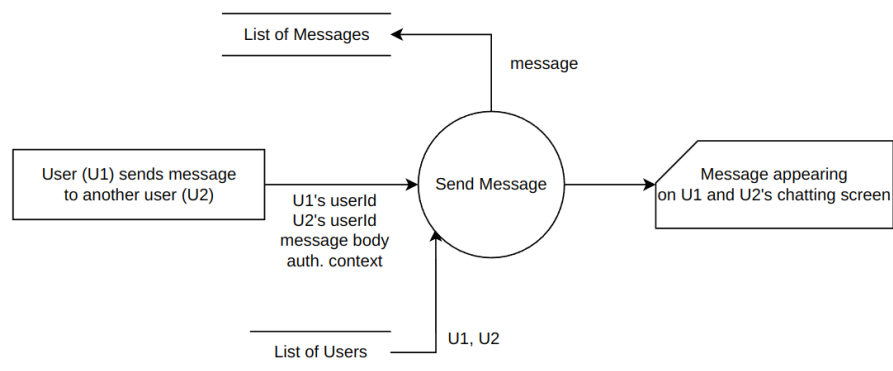 List of Messages
message
User (U1) sends message
to another user (U2)
U1's userId
U2's userId
message body
auth. context
Send Message
Message appearing
on U1 and U2's chatting screen
List of Users
U1, U2